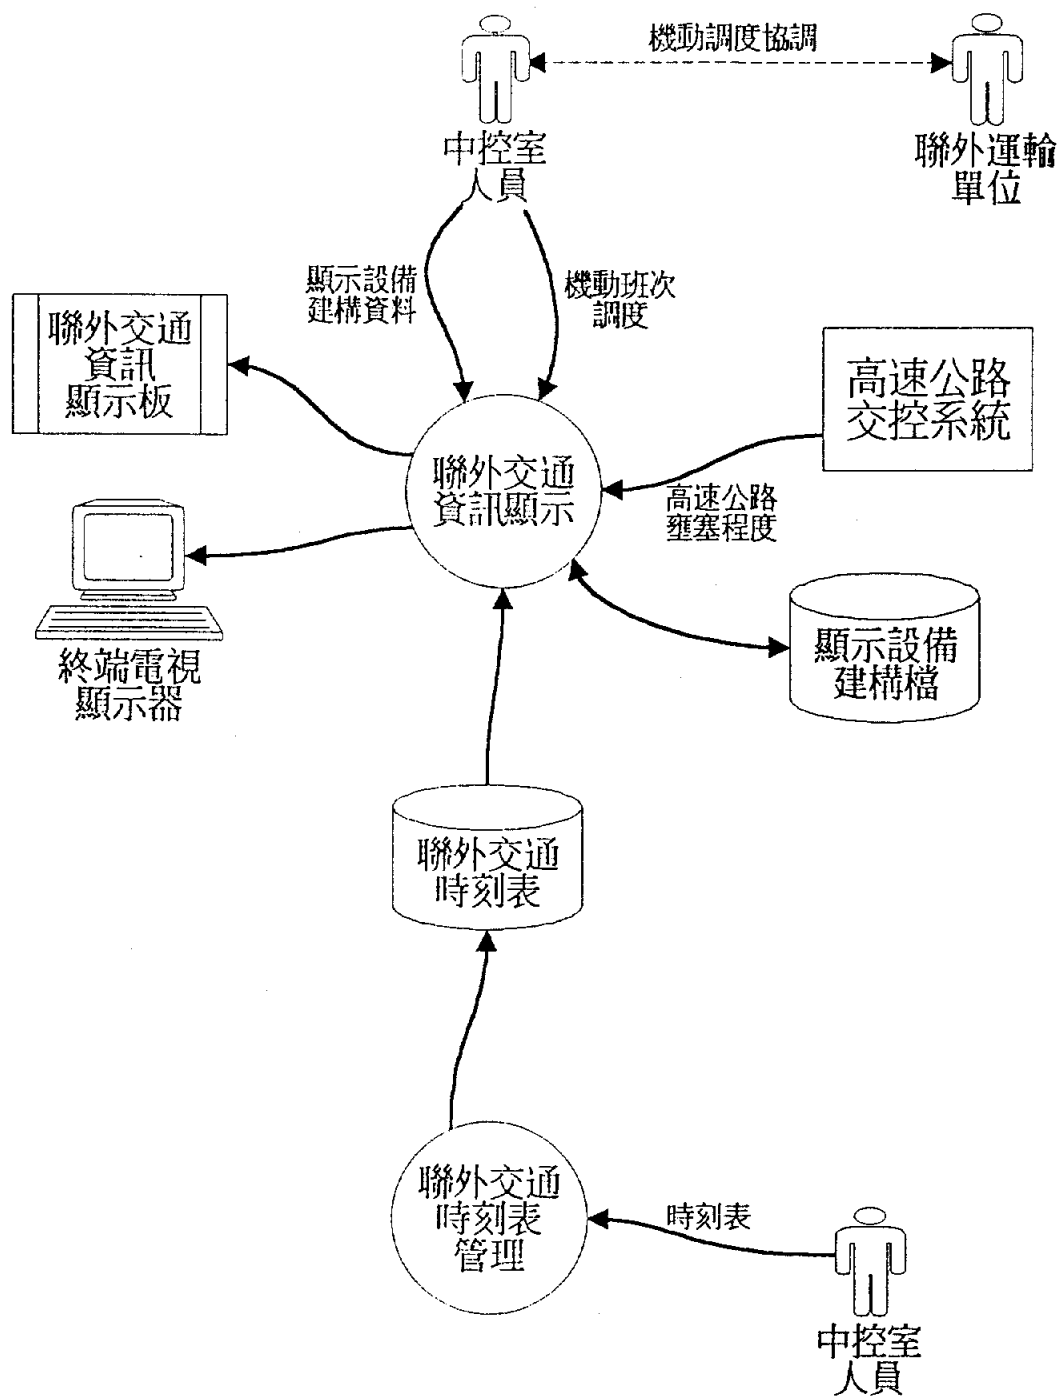 機動調度協調
中控室
人員
聯外運輸
單位
顯示設備
建構資料
機動班次
調度
聯外交通
資訊
顯示板
高速公路
交控系統
聯外交通
資訊顯示
高速公路
壅塞程度
終端電視
顯示器
顯示設備
建構檔
聯外交通
時刻表
聯外交通
時刻表
管理
時刻表
中控室
人員